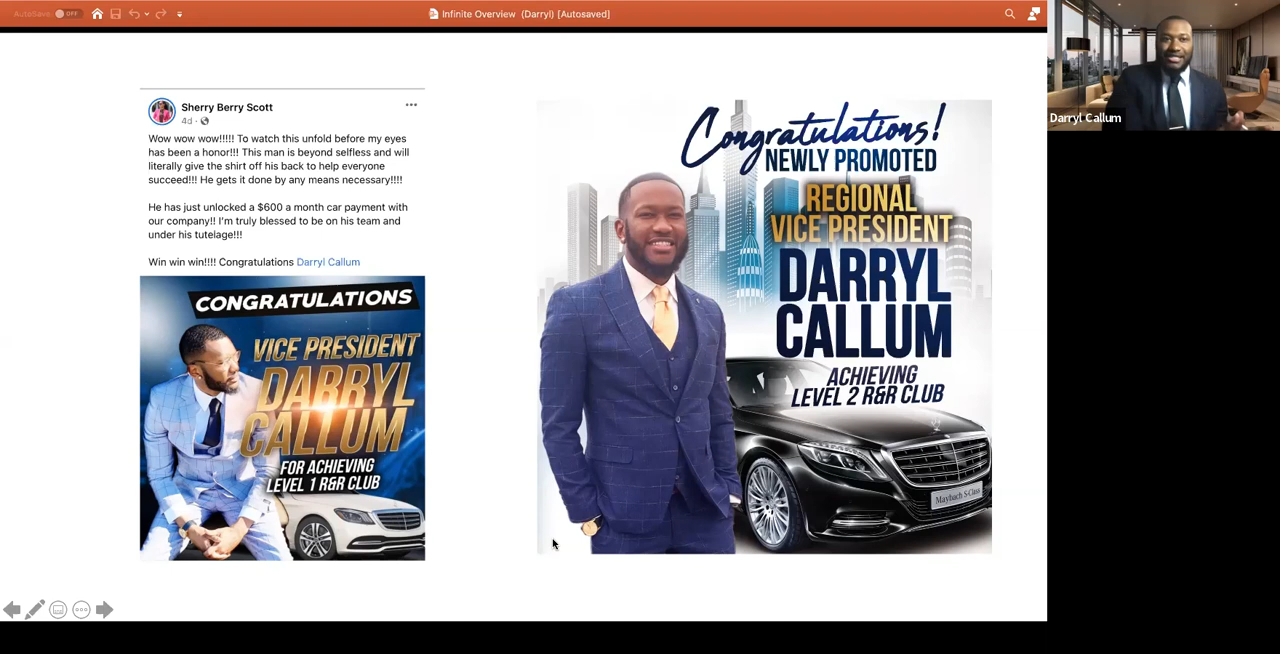 AutoSave OFF
Infinite Overview (Darryl) [Autosaved]
Sherry Berry Scott
4d ·
Wow wow wow!!!!! To watch this unfold before my eyes
has been a honor!!! This man is beyond selfless and will
literally give the shirt off his back to help everyone
succeed!!! He gets it done by any means necessary!!!!
He has just unlocked a $600 a month car payment with
our company!! I'm truly blessed to be on his team and
under his tutelage!!!
Win win win!!!! Congratulations Darryl Callum
CONGRATULATIONS
VICE PRESIDENT
DARRYL
CALLUM
FOR ACHIEVING
LEVEL 1 R&R CLUB
Congratulations!
NEWLY PROMOTED
REGIONAL
VICE PRESIDENT
DARRYL
CALLUM
ACHIEVING
LEVEL 2 R&R CLUB
Maybach S-Class
Darryl Callum